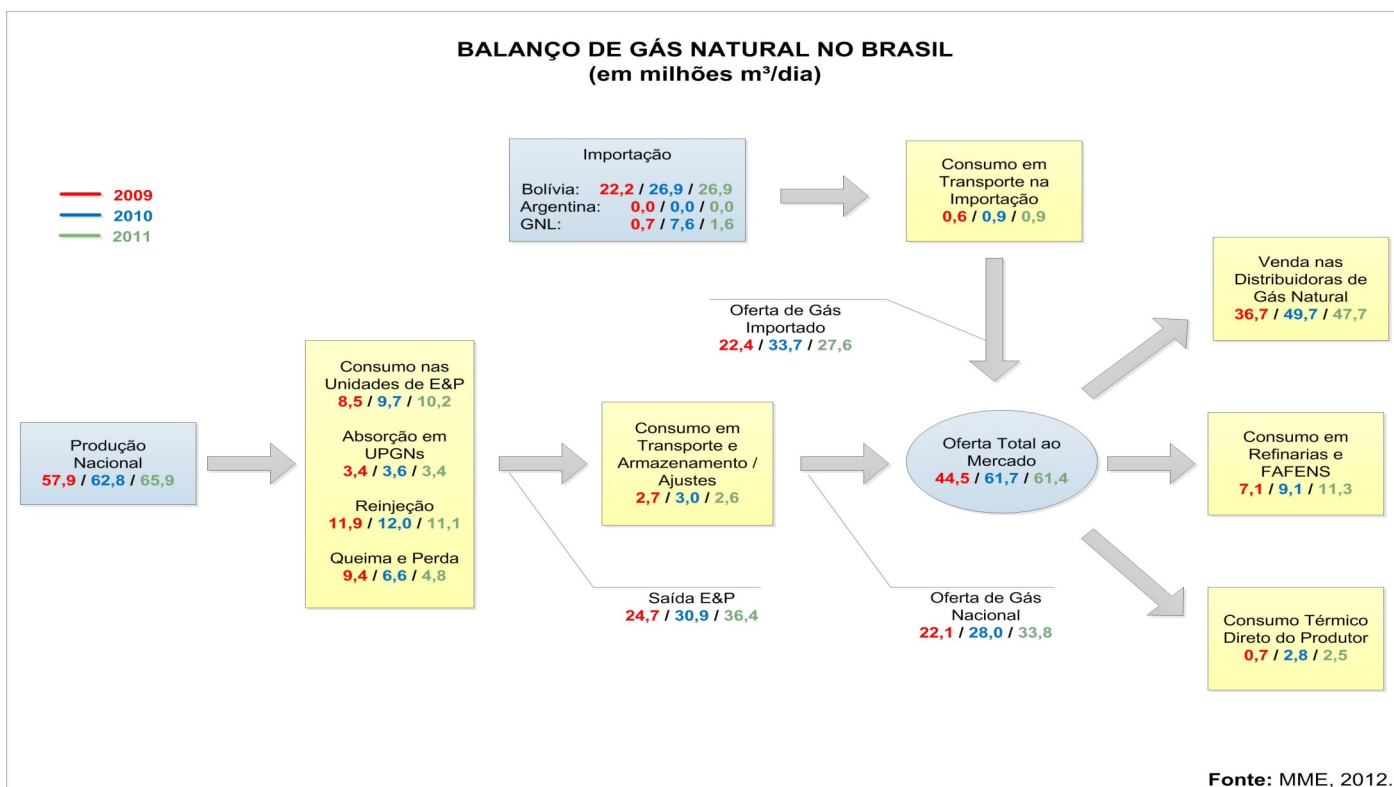 BALANÇO DE GÁS NATURAL NO BRASIL
(em milhões m³/dia)
2009
2010
2011
Importação
Bolívia: 22,2 / 26,9 / 26,9
Argentina: 0,0 / 0,0 / 0,0
GNL: 0,7 / 7,6 / 1,6
Consumo em
Transporte na
Importação
0,6 / 0,9 / 0,9
Oferta de Gás
Importado
22,4 / 33,7 / 27,6
Venda nas
Distribuidoras de
Gás Natural
36,7 / 49,7 / 47,7
Produção
Nacional
57,9 / 62,8 / 65,9
Consumo nas
Unidades de E&P
8,5 / 9,7 / 10,2
Absorção em
UPGNs
3,4 / 3,6 / 3,4
Reinjeção
11,9 / 12,0 / 11,1
Queima e Perda
9,4 / 6,6 / 4,8
Saída E&P
24,7 / 30,9 / 36,4
Consumo em
Transporte e
Armazenamento /
Ajustes
2,7 / 3,0 / 2,6
Oferta de Gás
Nacional
22,1 / 28,0 / 33,8
Oferta Total ao
Mercado
44,5 / 61,7 / 61,4
Consumo em
Refinarias e
FAFENS
7,1 / 9,1 / 11,3
Consumo Térmico
Direto do Produtor
0,7 / 2,8 / 2,5
Fonte: MME, 2012.